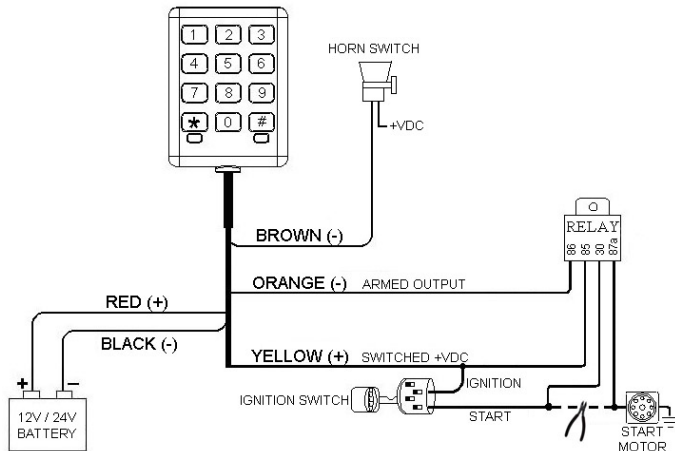 1 2 3
4 5 6
7 8 9
* 0 #
HORN SWITCH
+VDC
BROWN (-)
RELAY
86 85 30 87a
ORANGE (-) ARMED OUTPUT
RED (+)
BLACK (-)
YELLOW (+) SWITCHED +VDC
IGNITION
IGNITION SWITCH
START
+ −
12V / 24V
BATTERY
START
MOTOR